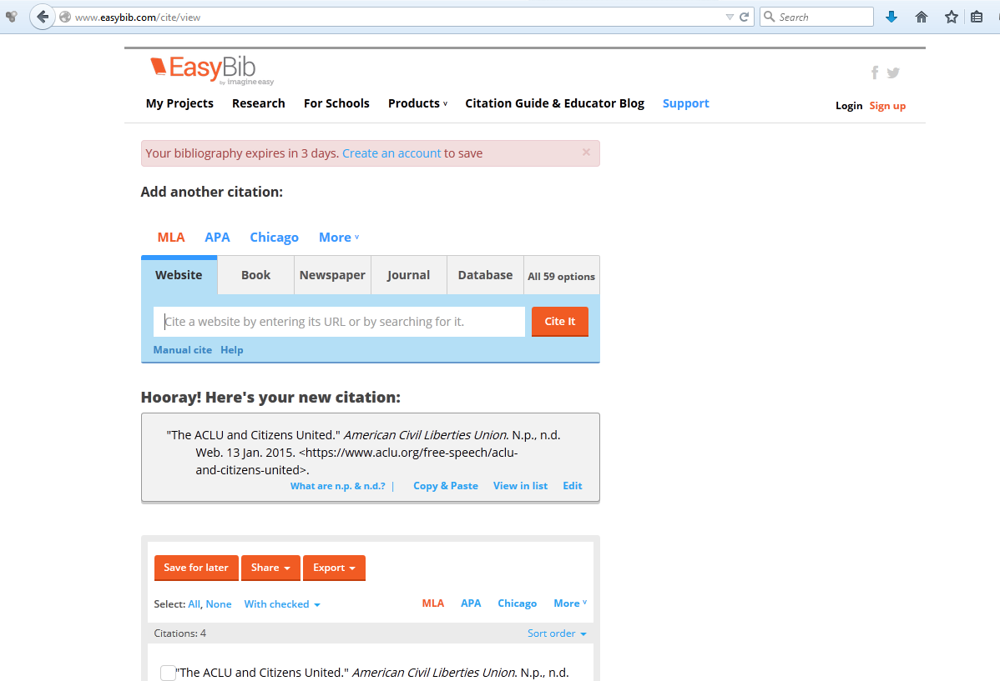 www.easybib.com/cite/view
Search
EasyBib
by imagine easy
My Projects Research For Schools Products v Citation Guide & Educator Blog Support
Login Sign up
Your bibliography expires in 3 days. Create an account to save ×
Add another citation:
MLA APA Chicago More v
Website Book Newspaper Journal Database All 59 options
Cite a website by entering its URL or by searching for it. Cite It
Manual cite Help
Hooray! Here's your new citation:
"The ACLU and Citizens United." American Civil Liberties Union. N.p., n.d.
Web. 13 Jan. 2015. <https://www.aclu.org/free-speech/aclu-
and-citizens-united>.
What are n.p. & n.d.? | Copy & Paste View in list Edit
Save for later Share Export
Select: All, None With checked MLA APA Chicago More v
Citations: 4 Sort order
"The ACLU and Citizens United." American Civil Liberties Union. N.p., n.d.